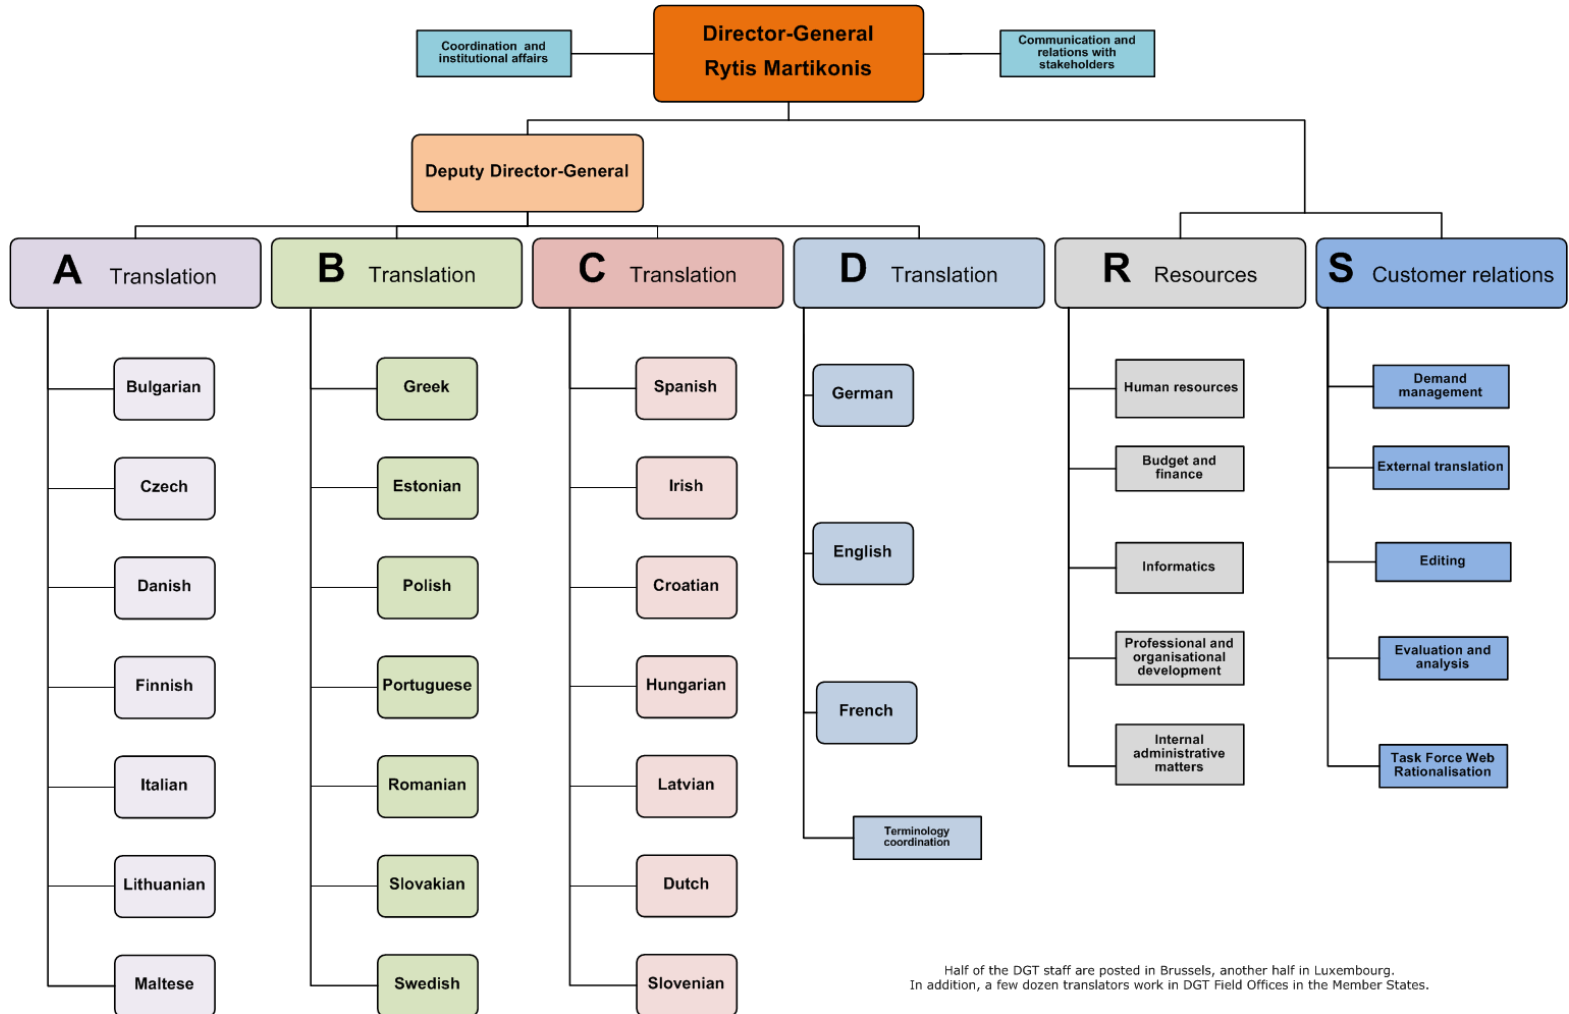 Director-General
Rytis Martikonis
Coordination and
institutional affairs
Communication and
relations with
stakeholders
Deputy Director-General
A Translation
B Translation
C Translation
D Translation
R Resources
S Customer relations
Bulgarian
Czech
Danish
Finnish
Italian
Lithuanian
Maltese
Greek
Estonian
Polish
Portuguese
Romanian
Slovakian
Swedish
Spanish
Irish
Croatian
Hungarian
Latvian
Dutch
Slovenian
German
English
French
Terminology
coordination
Human resources
Budget and
finance
Informatics
Professional and
organisational
development
Internal
administrative
matters
Demand
management
External translation
Editing
Evaluation and
analysis
Task Force Web
Rationalisation
Half of the DGT staff are posted in Brussels, another half in Luxembourg.
In addition, a few dozen translators work in DGT Field Offices in the Member States.